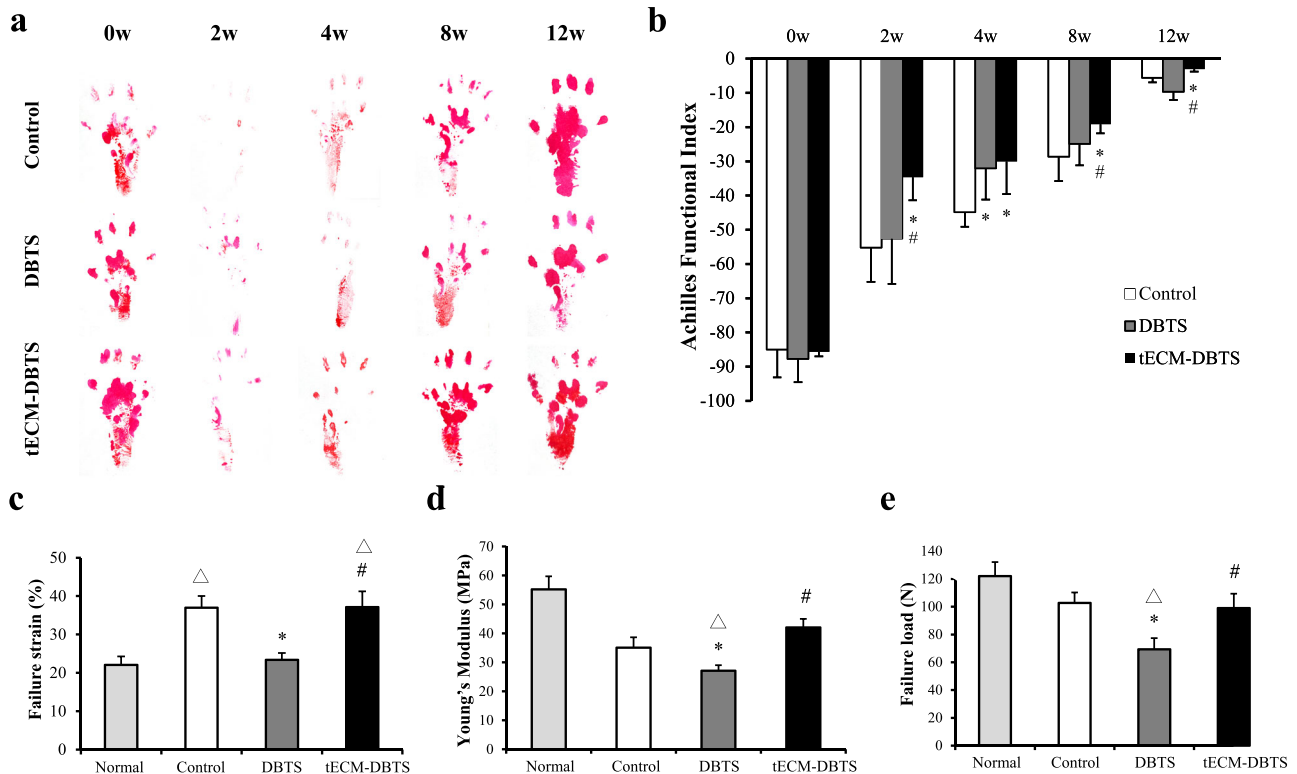 a
0w 2w 4w 8w 12w
Control
DBTS
tECM-DBTS
b
0w 2w 4w 8w 12w
Achilles Functional Index
0
-10
-20
-30
-40
-50
-60
-70
-80
-90
-100
*
#
* *
*
#
*
#
Control
DBTS
tECM-DBTS
c
Failure strain (%)
50
40
30
20
10
0
△
*
△
#
Normal Control DBTS tECM-DBTS
d
Young's Modulus (MPa)
70
60
50
40
30
20
10
0
△
*
#
Normal Control DBTS tECM-DBTS
e
Failure load (N)
140
120
100
80
60
40
20
0
△
*
#
Normal Control DBTS tECM-DBTS